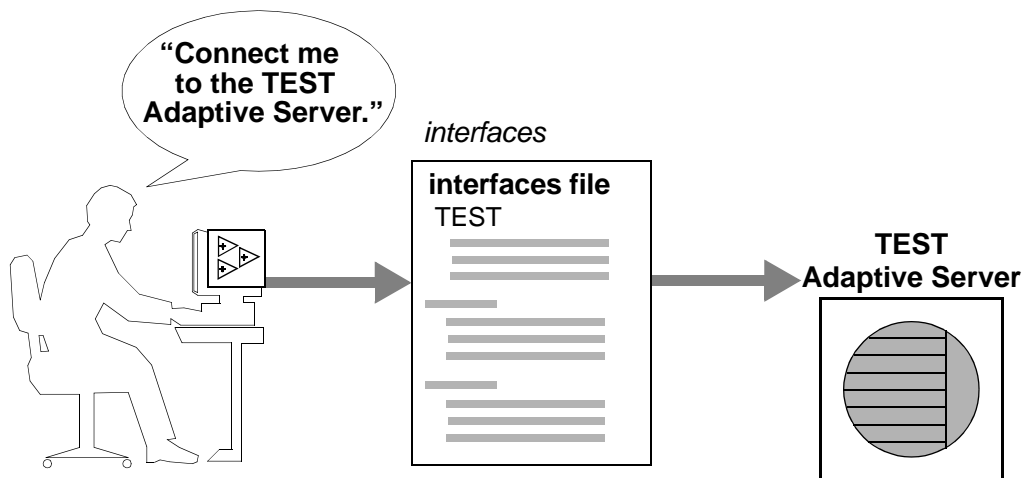 “Connect me
to the TEST
Adaptive Server.”
interfaces
interfaces file
TEST
TEST
Adaptive Server